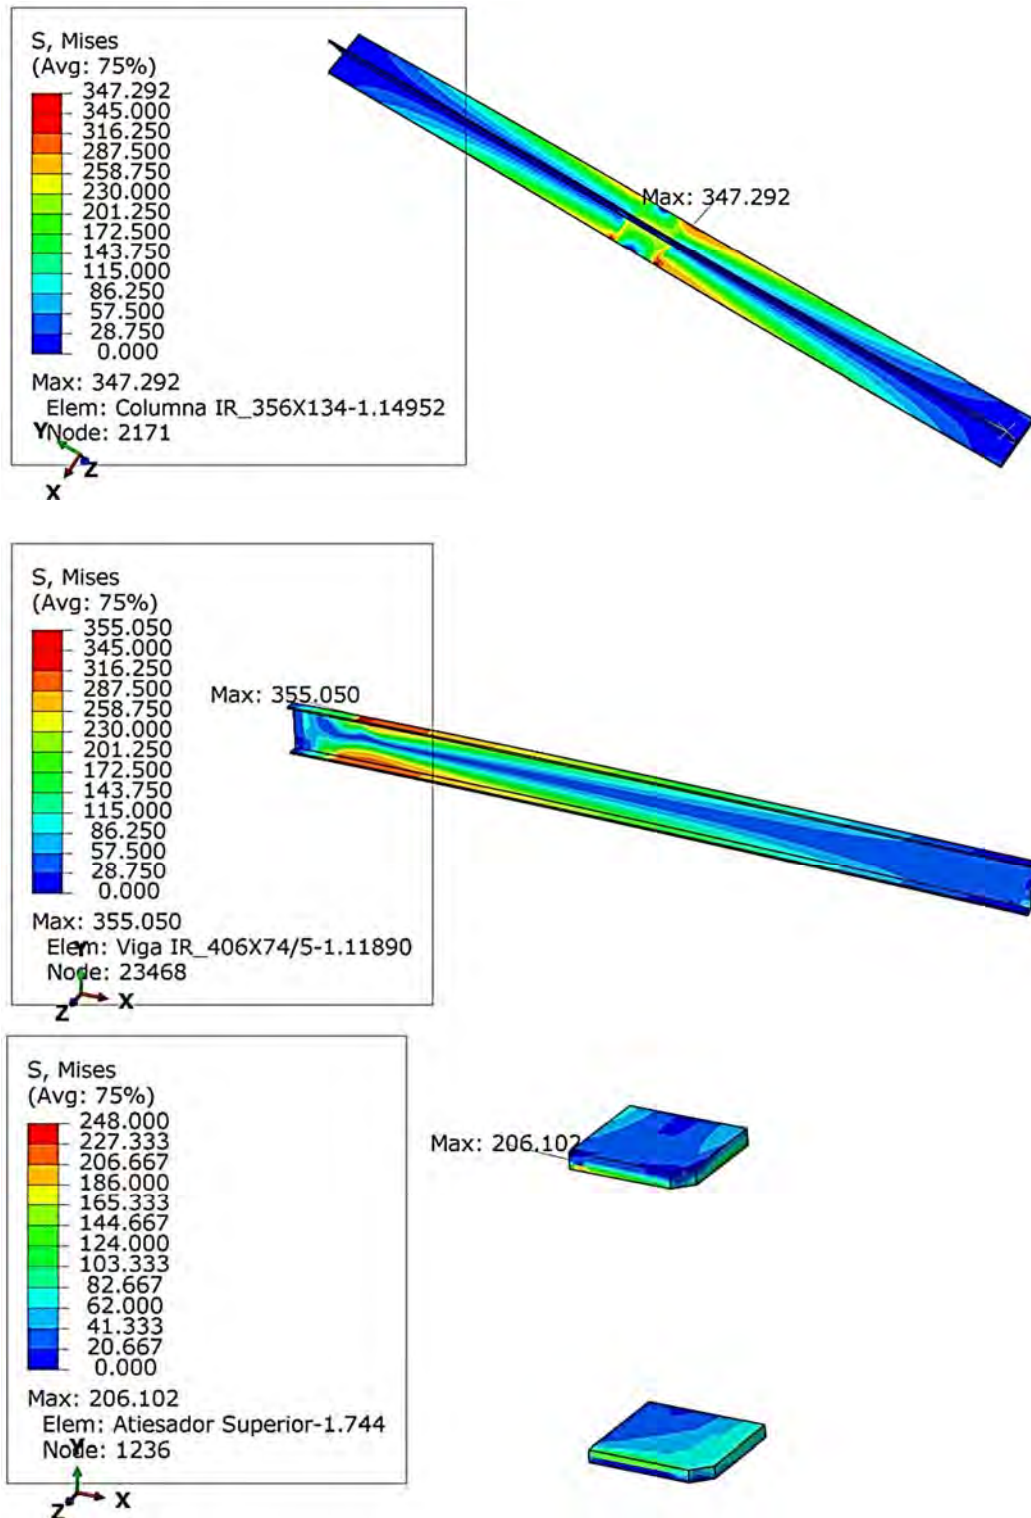 S, Mises
(Avg: 75%)
347.292
345.000
316.250
287.500
258.750
230.000
201.250
172.500
143.750
115.000
86.250
57.500
28.750
0.000
Max: 347.292
Max: 347.292
Elem: Columna IR_356X134-1.14952
Node: 2171
Y
Z
X
S, Mises
(Avg: 75%)
355.050
345.000
316.250
287.500
258.750
230.000
201.250
172.500
143.750
115.000
86.250
57.500
28.750
0.000
Max: 355.050
Max: 355.050
Elem: Viga IR_406X74/5-1.11890
Node: 23468
Y
Z
X
S, Mises
(Avg: 75%)
248.000
227.333
206.667
186.000
165.333
144.667
124.000
103.333
82.667
62.000
41.333
20.667
0.000
Max: 206.102
Max: 206.102
Elem: Atiesador Superior-1.744
Node: 1236
Y
Z
X